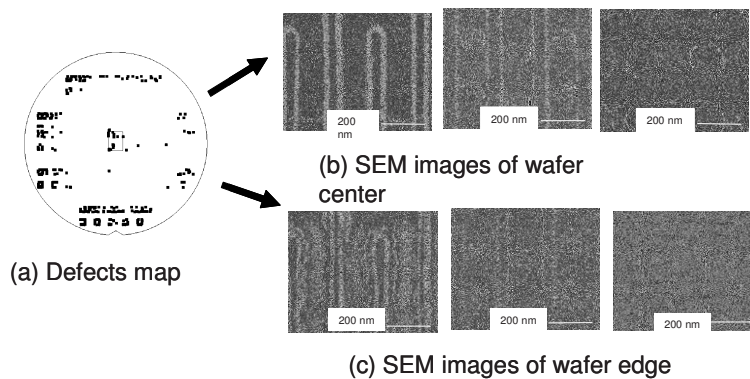 200
nm
200 nm
200 nm
(b) SEM images of wafer
center
(a) Defects map
200 nm
200 nm
200 nm
(c) SEM images of wafer edge